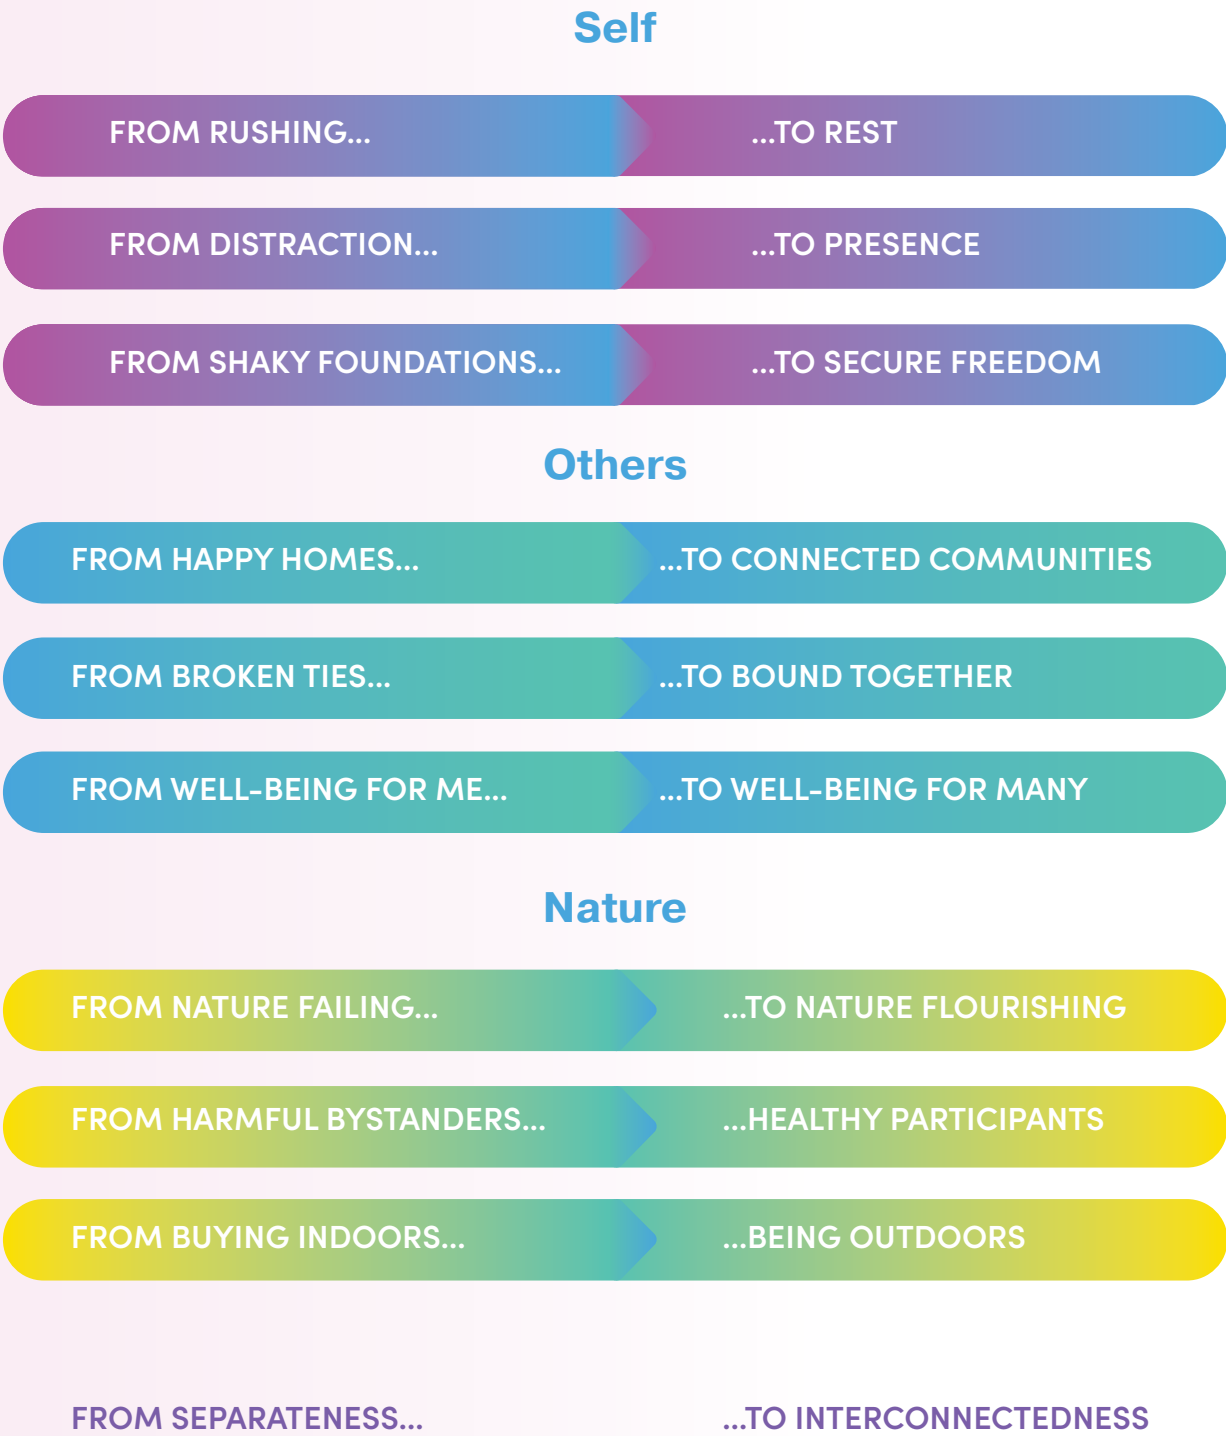 Self
FROM RUSHING... ...TO REST
FROM DISTRACTION... ...TO PRESENCE
FROM SHAKY FOUNDATIONS... ...TO SECURE FREEDOM
Others
FROM HAPPY HOMES... ...TO CONNECTED COMMUNITIES
FROM BROKEN TIES... ...TO BOUND TOGETHER
FROM WELL-BEING FOR ME... ...TO WELL-BEING FOR MANY
Nature
FROM NATURE FAILING... ...TO NATURE FLOURISHING
FROM HARMFUL BYSTANDERS... ...HEALTHY PARTICIPANTS
FROM BUYING INDOORS... ...BEING OUTDOORS
FROM SEPARATENESS... ...TO INTERCONNECTEDNESS